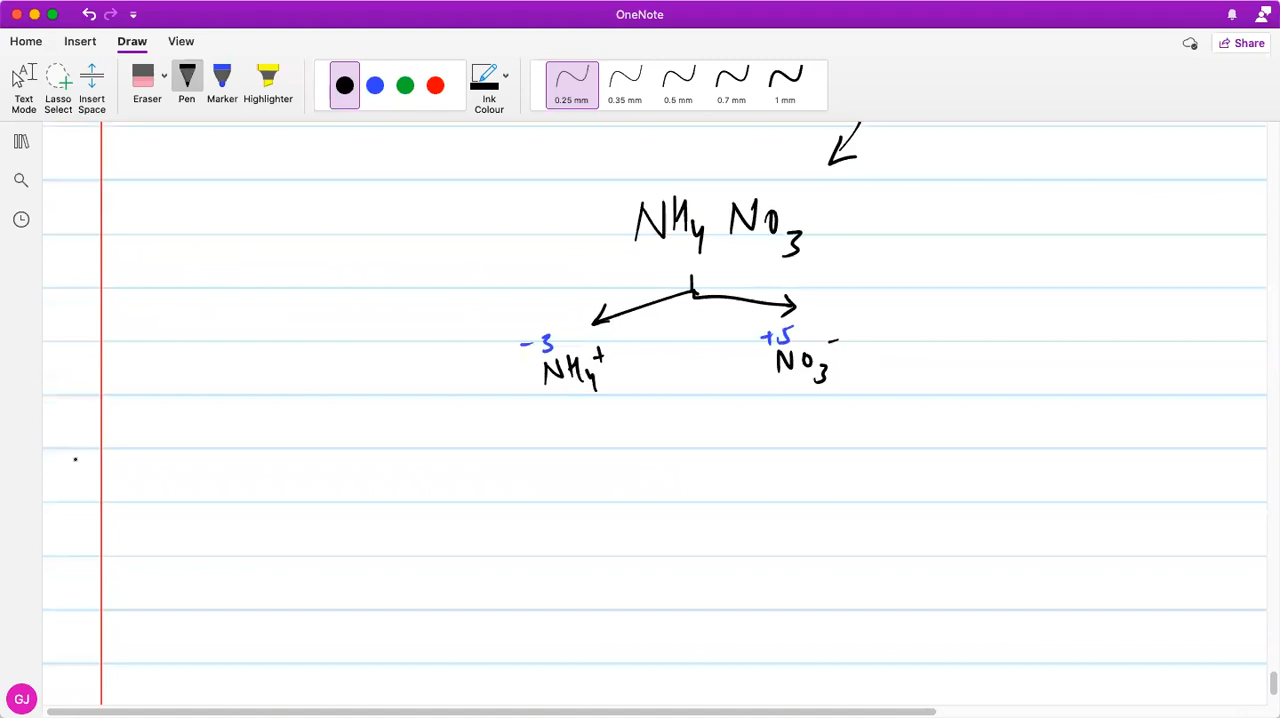 OneNote
Home Insert Draw View Share
Text Mode Lasso Select Insert Space Eraser Pen Marker Highlighter Ink Colour 0.25 mm 0.35 mm 0.5 mm 0.7 mm 1 mm
NH₄ NO₃
-3 +5
NH₄⁺ NO₃⁻
GJ